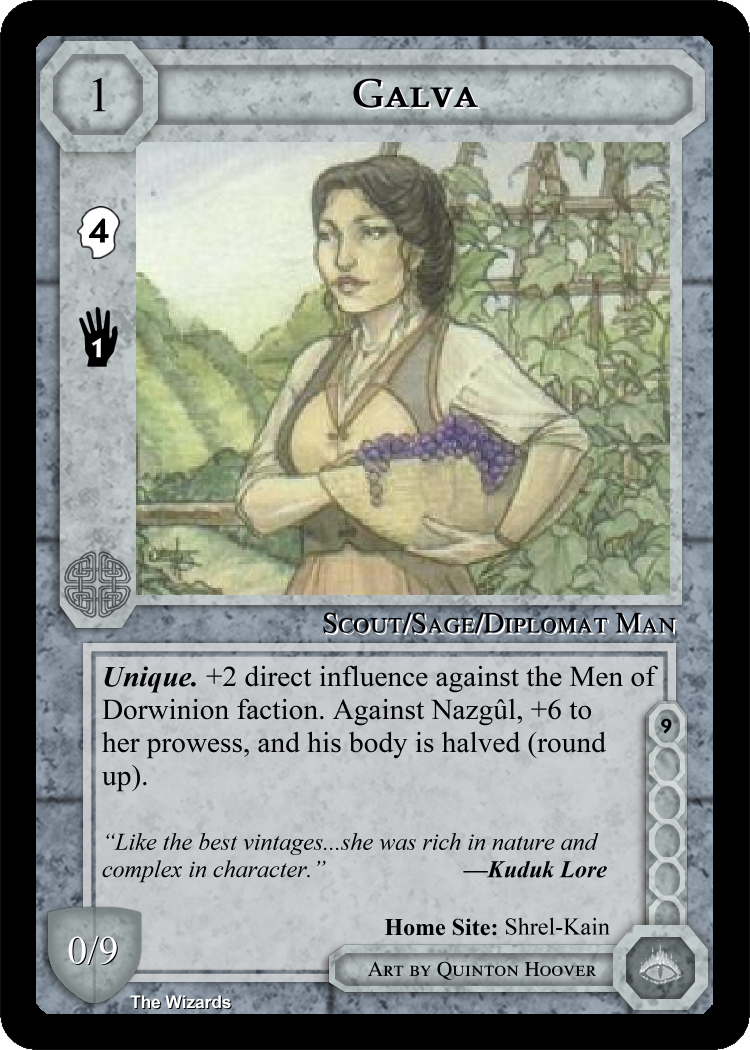 1
Galva
4
1
Scout/Sage/Diplomat Man
Unique. +2 direct influence against the Men of
Dorwinion faction. Against Nazgûl, +6 to
her prowess, and his body is halved (round
up).
9
“Like the best vintages...she was rich in nature and
complex in character.” —Kuduk Lore
Home Site: Shrel-Kain
0/9
Art by Quinton Hoover
The Wizards